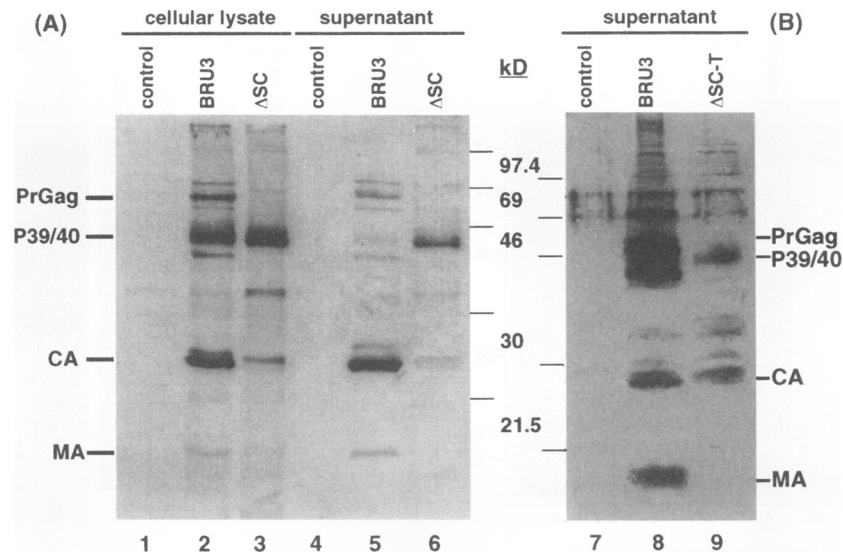 (A) cellular lysate supernatant supernatant (B)
control BRU3 ΔSC control BRU3 ΔSC kD control BRU3 ΔSC-T
97.4
PrGag
69
P39/40 46 PrGag
P39/40
30
CA CA
21.5
MA MA
1 2 3 4 5 6 7 8 9